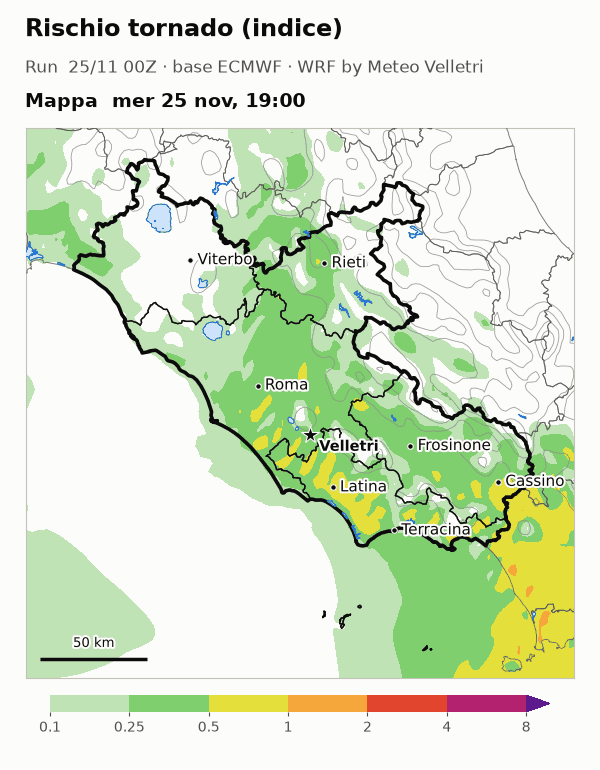 Rischio tornado (indice)
Run 25/11 00Z · base ECMWF · WRF by Meteo Velletri
Mappa mer 25 nov, 19:00
Viterbo
Rieti
Roma
Velletri
Frosinone
Latina
Cassino
Terracina
50 km
0.1 0.25 0.5 1 2 4 8